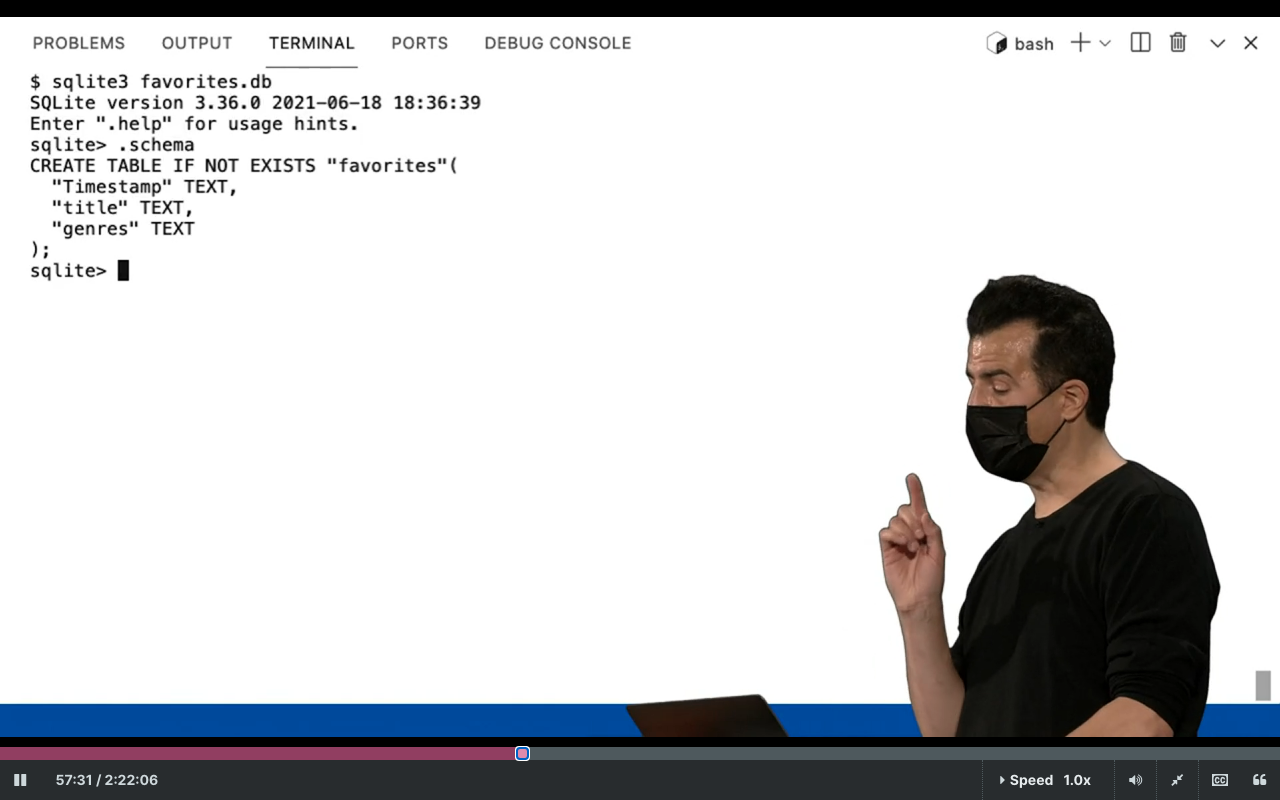 PROBLEMS OUTPUT TERMINAL PORTS DEBUG CONSOLE bash
$ sqlite3 favorites.db
SQLite version 3.36.0 2021-06-18 18:36:39
Enter ".help" for usage hints.
sqlite> .schema
CREATE TABLE IF NOT EXISTS "favorites"(
  "Timestamp" TEXT,
  "title" TEXT,
  "genres" TEXT
);
sqlite>
57:31 / 2:22:06 Speed 1.0x CC